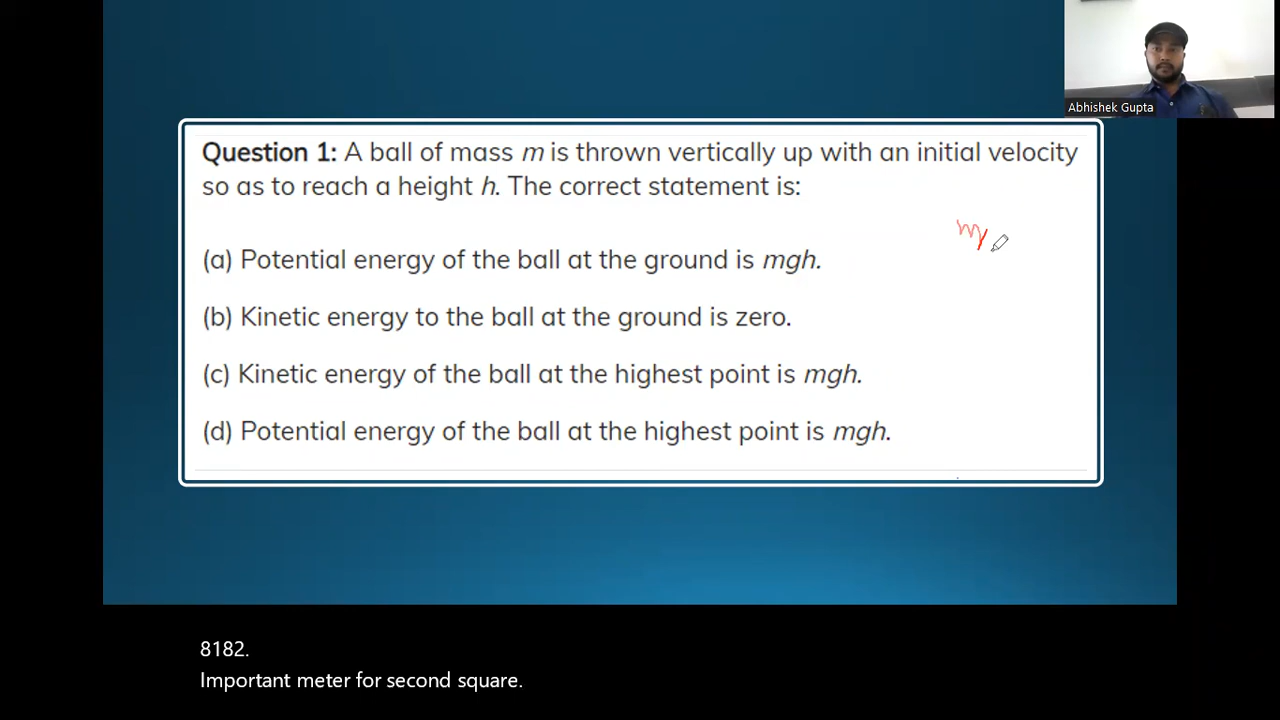 Abhishek Gupta
Question 1: A ball of mass m is thrown vertically up with an initial velocity
so as to reach a height h. The correct statement is:
(a) Potential energy of the ball at the ground is mgh.
(b) Kinetic energy to the ball at the ground is zero.
(c) Kinetic energy of the ball at the highest point is mgh.
(d) Potential energy of the ball at the highest point is mgh.
8182.
Important meter for second square.